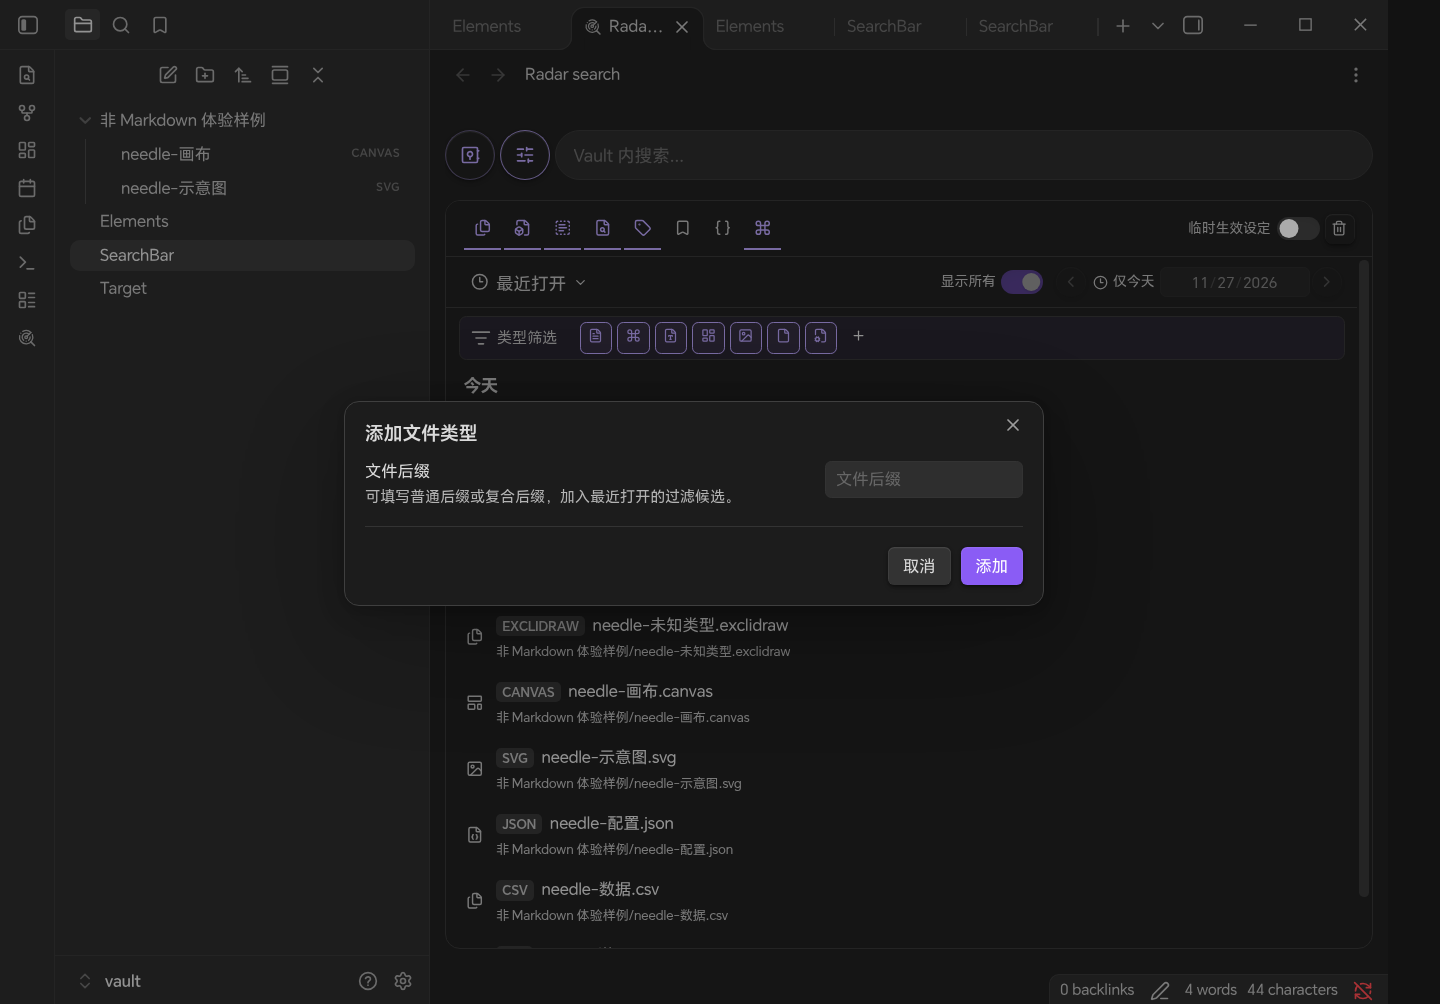 Elements
Rada...
Elements
SearchBar
SearchBar
Radar search
非 Markdown 体验样例
needle-画布
CANVAS
needle-示意图
SVG
Elements
SearchBar
Target
Vault 内搜索...
临时生效设定
最近打开
显示所有
仅今天
11/27/2026
类型筛选
今天
添加文件类型
文件后缀
可填写普通后缀或复合后缀，加入最近打开的过滤候选。
文件后缀
取消
添加
EXCLIDRAW needle-未知类型.exclidraw
非 Markdown 体验样例/needle-未知类型.exclidraw
CANVAS needle-画布.canvas
非 Markdown 体验样例/needle-画布.canvas
SVG needle-示意图.svg
非 Markdown 体验样例/needle-示意图.svg
JSON needle-配置.json
非 Markdown 体验样例/needle-配置.json
CSV needle-数据.csv
非 Markdown 体验样例/needle-数据.csv
vault
0 backlinks
4 words
44 characters